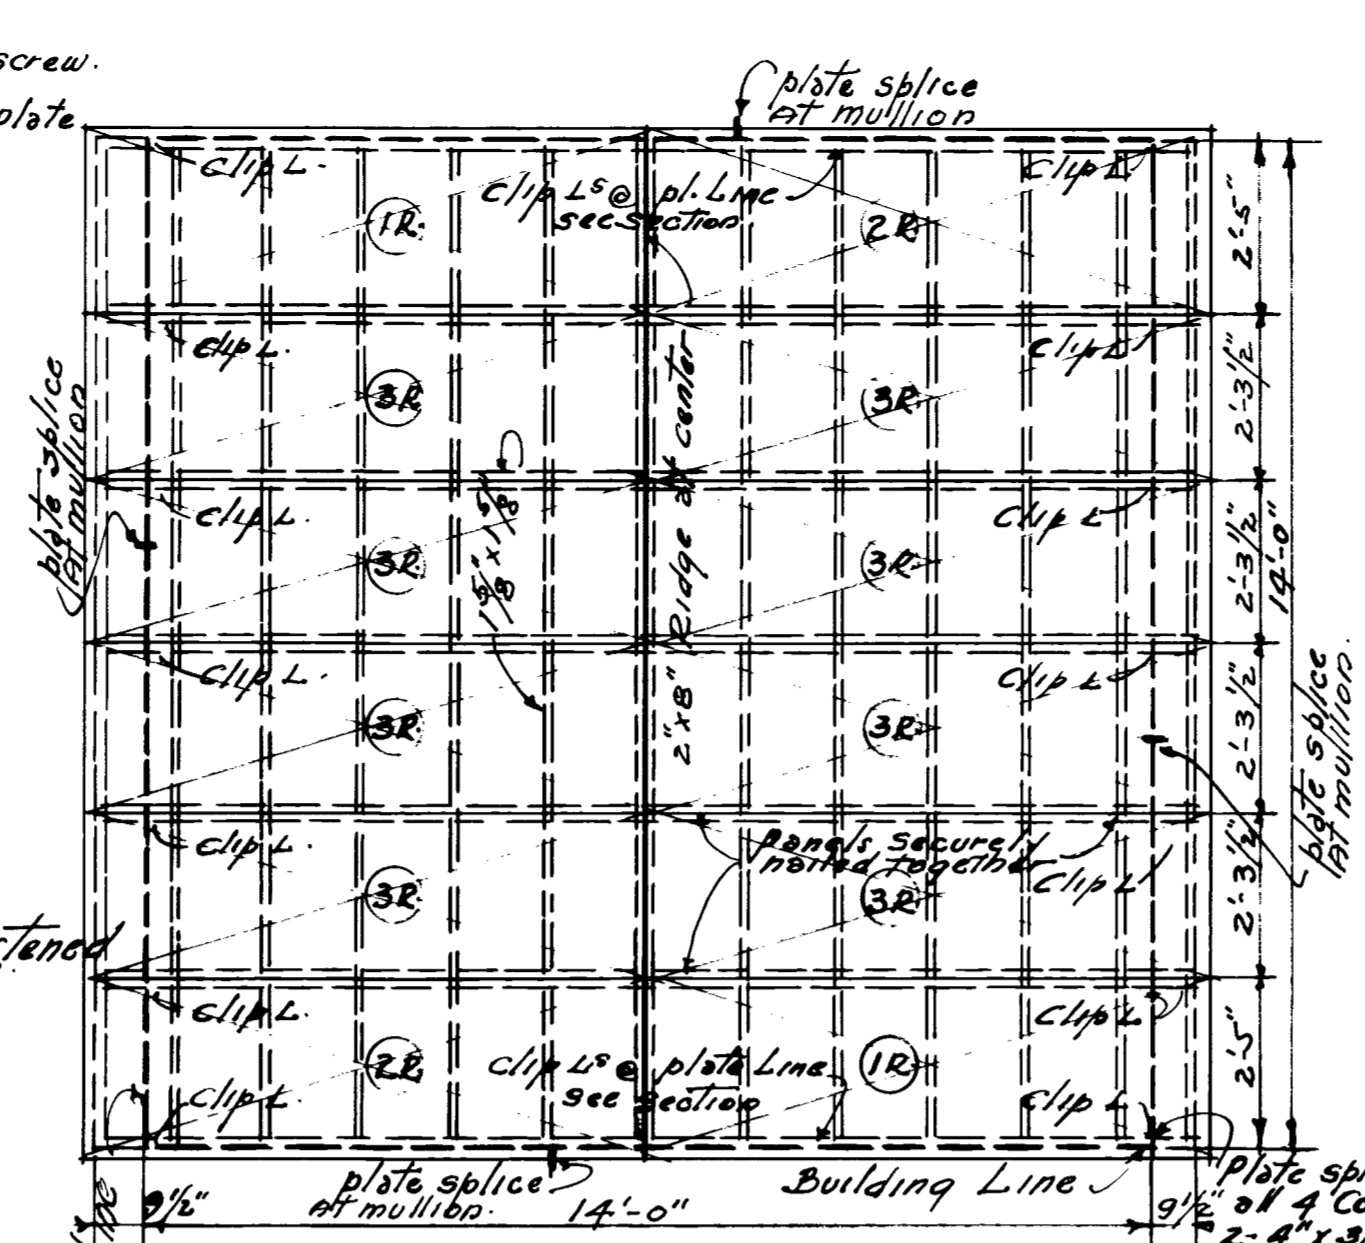 screw.
plate
plate splice
At mullion
Clip L.
Clip Ls @ pl. Line
see section
Clip L
1R.
2R.
2'-5"
Clip L.
Clip L
plate splice
At mullion
3R.
3R.
2'-3 1/2"
Clip L.
Clip L
1 5/8" x 1 5/8"
2"x8" Ridge at center
3R.
3R.
2'-3 1/2"
14'-0"
Clip L.
Clip L
3R.
3R.
2'-3 1/2"
plate splice
At mullion.
Clip L.
Panels securely
nailed together
Clip L
3R.
3R.
2'-3 1/2"
Clip L.
Clip L
2R.
Clip Ls @ plate Line
see section
1R.
2'-5"
Clip L.
Clip L
plate splice
At mullion.
Building Line
9 1/2"
14'-0"
9 1/2"
all 4